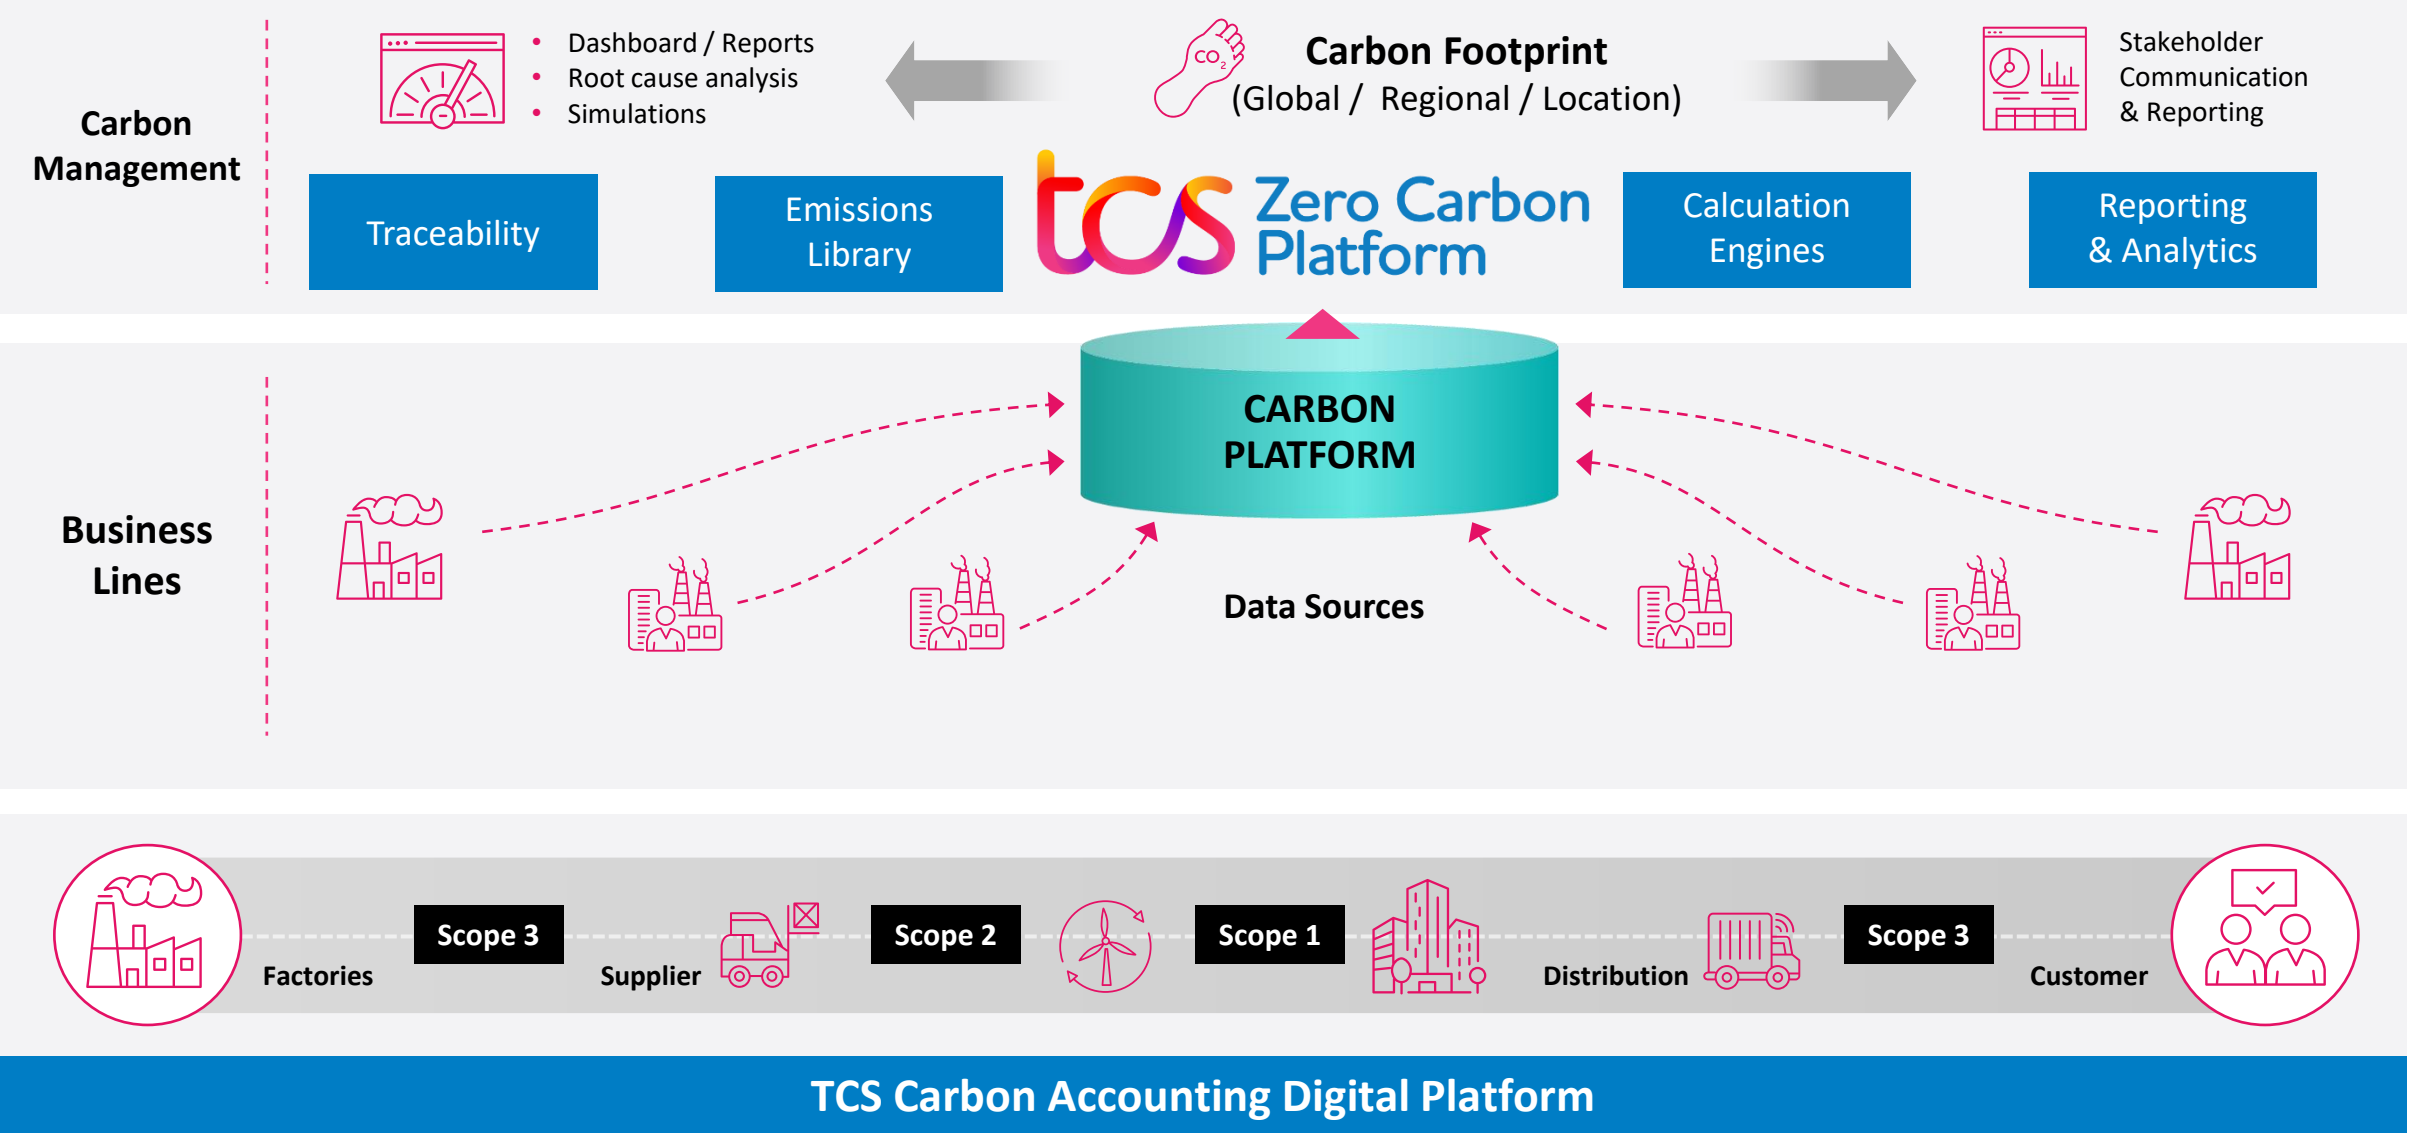 Carbon
Management
• Dashboard / Reports
• Root cause analysis
• Simulations
CO2
Carbon Footprint
(Global / Regional / Location)
Stakeholder
Communication
& Reporting
Traceability
Emissions
Library
tcs
Zero Carbon
Platform
Calculation
Engines
Reporting
& Analytics
Business
Lines
CARBON
PLATFORM
Data Sources
Factories
Scope 3
Supplier
Scope 2
Scope 1
Distribution
Scope 3
Customer
TCS Carbon Accounting Digital Platform